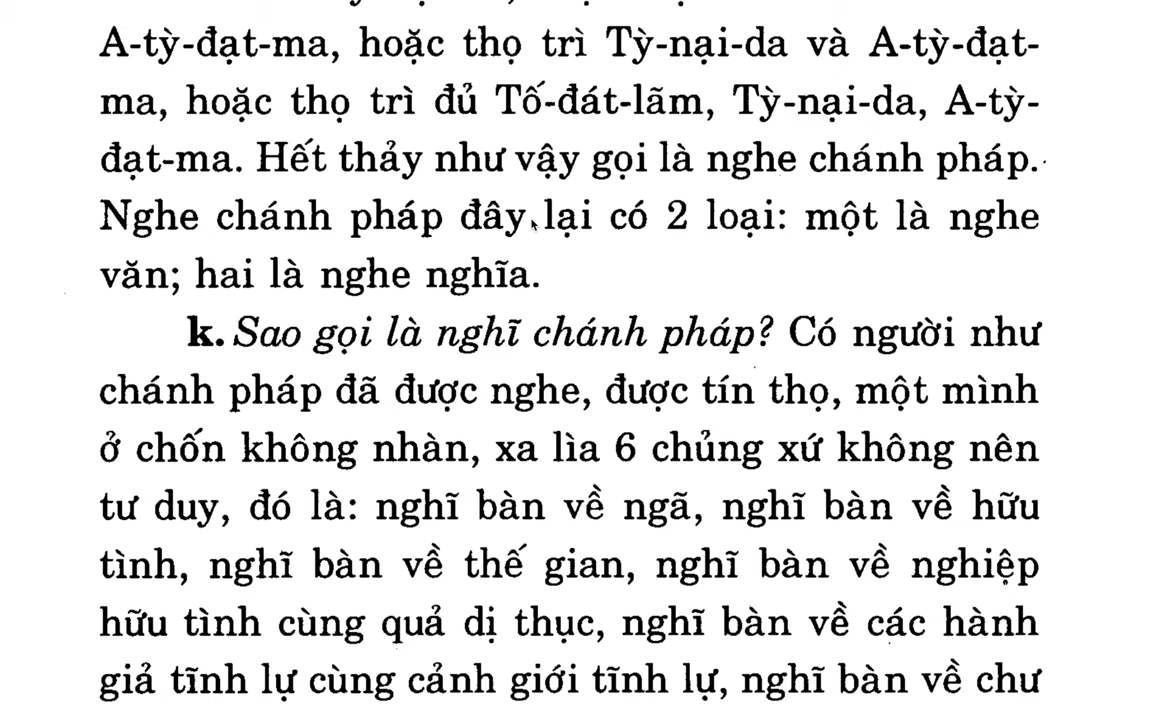 A-tỳ-đạt-ma, hoặc thọ trì Tỳ-nại-da và A-tỳ-đạt-
ma, hoặc thọ trì đủ Tố-đát-lãm, Tỳ-nại-da, A-tỳ-
đạt-ma. Hết thảy như vậy gọi là nghe chánh pháp.
Nghe chánh pháp đây lại có 2 loại: một là nghe
văn; hai là nghe nghĩa.
k. Sao gọi là nghĩ chánh pháp? Có người như
chánh pháp đã được nghe, được tín thọ, một mình
ở chốn không nhàn, xa lìa 6 chủng xứ không nên
tư duy, đó là: nghĩ bàn về ngã, nghĩ bàn về hữu
tình, nghĩ bàn về thế gian, nghĩ bàn về nghiệp
hữu tình cùng quả dị thục, nghĩ bàn về các hành
giả tĩnh lự cùng cảnh giới tĩnh lự, nghĩ bàn về chư